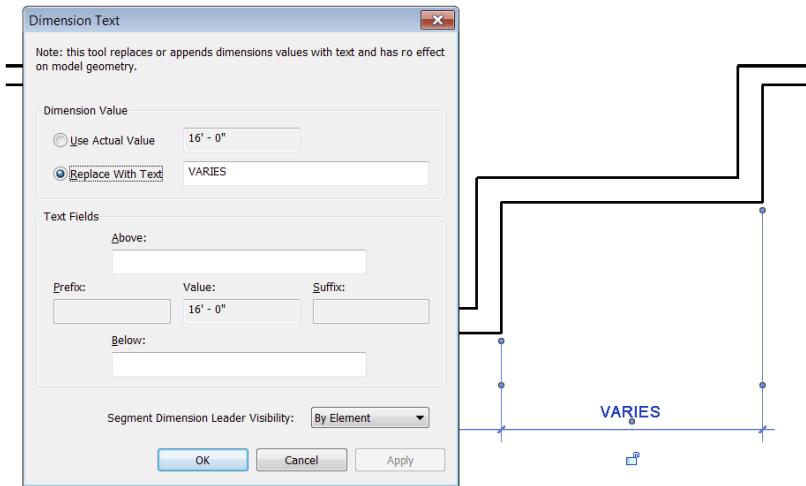 Dimension Text
Note: this tool replaces or appends dimensions values with text and has no effect
on model geometry.
Dimension Value
Use Actual Value
16' - 0"
Replace With Text
VARIES
Text Fields
Above:
Prefix:
Value:
Suffix:
16' - 0"
Below:
Segment Dimension Leader Visibility:
By Element
OK
Cancel
Apply
VARIES